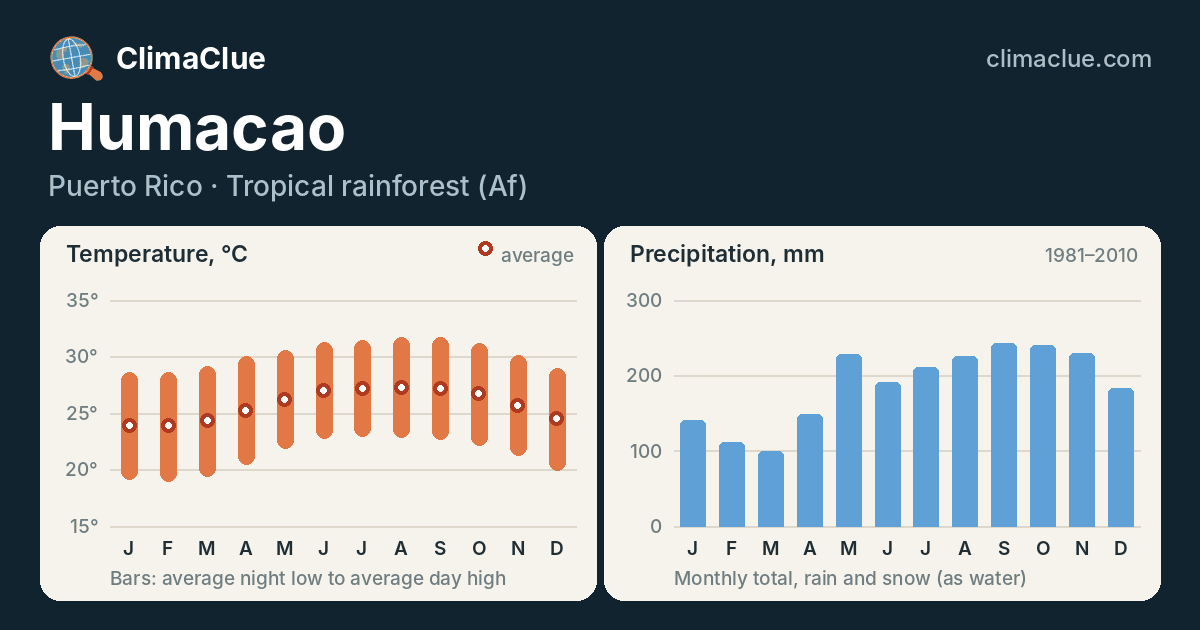 ClimaClue
climaclue.com
Humacao
Puerto Rico · Tropical rainforest (Af)
Temperature, °C
average
35°
30°
25°
20°
15°
J F M A M J J A S O N D
Bars: average night low to average day high
Precipitation, mm
1981–2010
300
200
100
0
J F M A M J J A S O N D
Monthly total, rain and snow (as water)